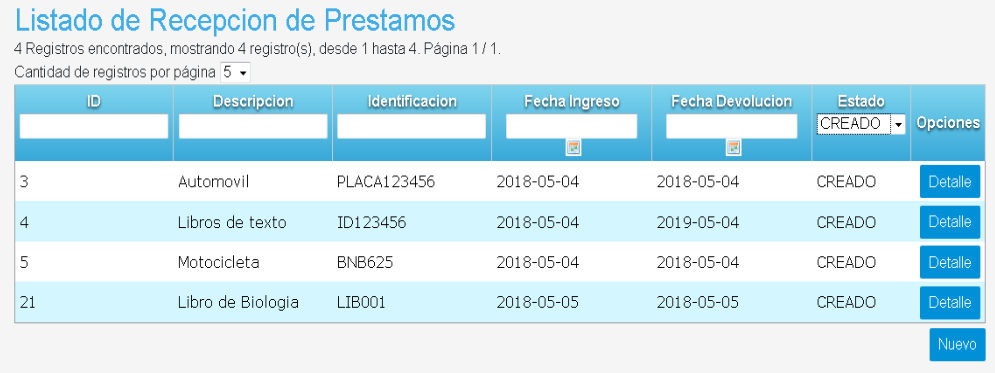 Listado de Recepcion de Prestamos
4 Registros encontrados, mostrando 4 registro(s), desde 1 hasta 4. Página 1 / 1.
Cantidad de registros por página 5
ID Descripcion Identificacion Fecha Ingreso Fecha Devolucion Estado Opciones
CREADO
3 Automovil PLACA123456 2018-05-04 2018-05-04 CREADO Detalle
4 Libros de texto ID123456 2018-05-04 2019-05-04 CREADO Detalle
5 Motocicleta BNB625 2018-05-04 2018-05-04 CREADO Detalle
21 Libro de Biologia LIB001 2018-05-05 2018-05-05 CREADO Detalle
Nuevo